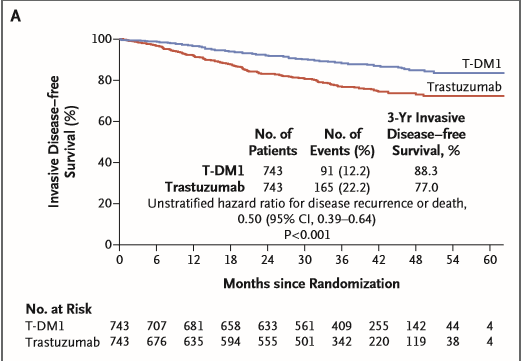 A
100
80
60
40
20
0
Invasive Disease–free
Survival (%)
T-DM1
Trastuzumab
No. of
Patients
No. of
Events (%)
3-Yr Invasive
Disease–free
Survival, %
T-DM1 743 91 (12.2) 88.3
Trastuzumab 743 165 (22.2) 77.0
Unstratified hazard ratio for disease recurrence or death,
0.50 (95% CI, 0.39–0.64)
P<0.001
0 6 12 18 24 30 36 42 48 54 60
Months since Randomization
No. at Risk
T-DM1 743 707 681 658 633 561 409 255 142 44 4
Trastuzumab 743 676 635 594 555 501 342 220 119 38 4